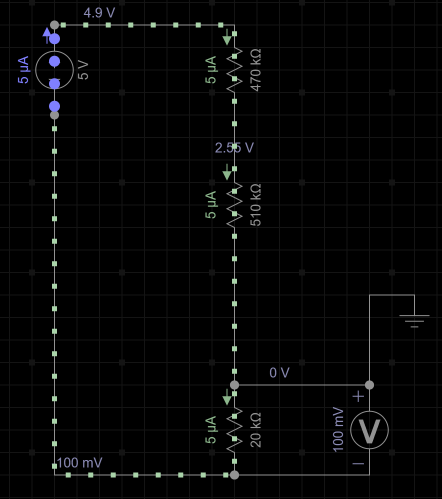 4.9 V
5 µA
5 V
5 µA
470 kΩ
2.55 V
5 µA
510 kΩ
0 V
+
5 µA
20 kΩ
100 mV
V
100 mV
−